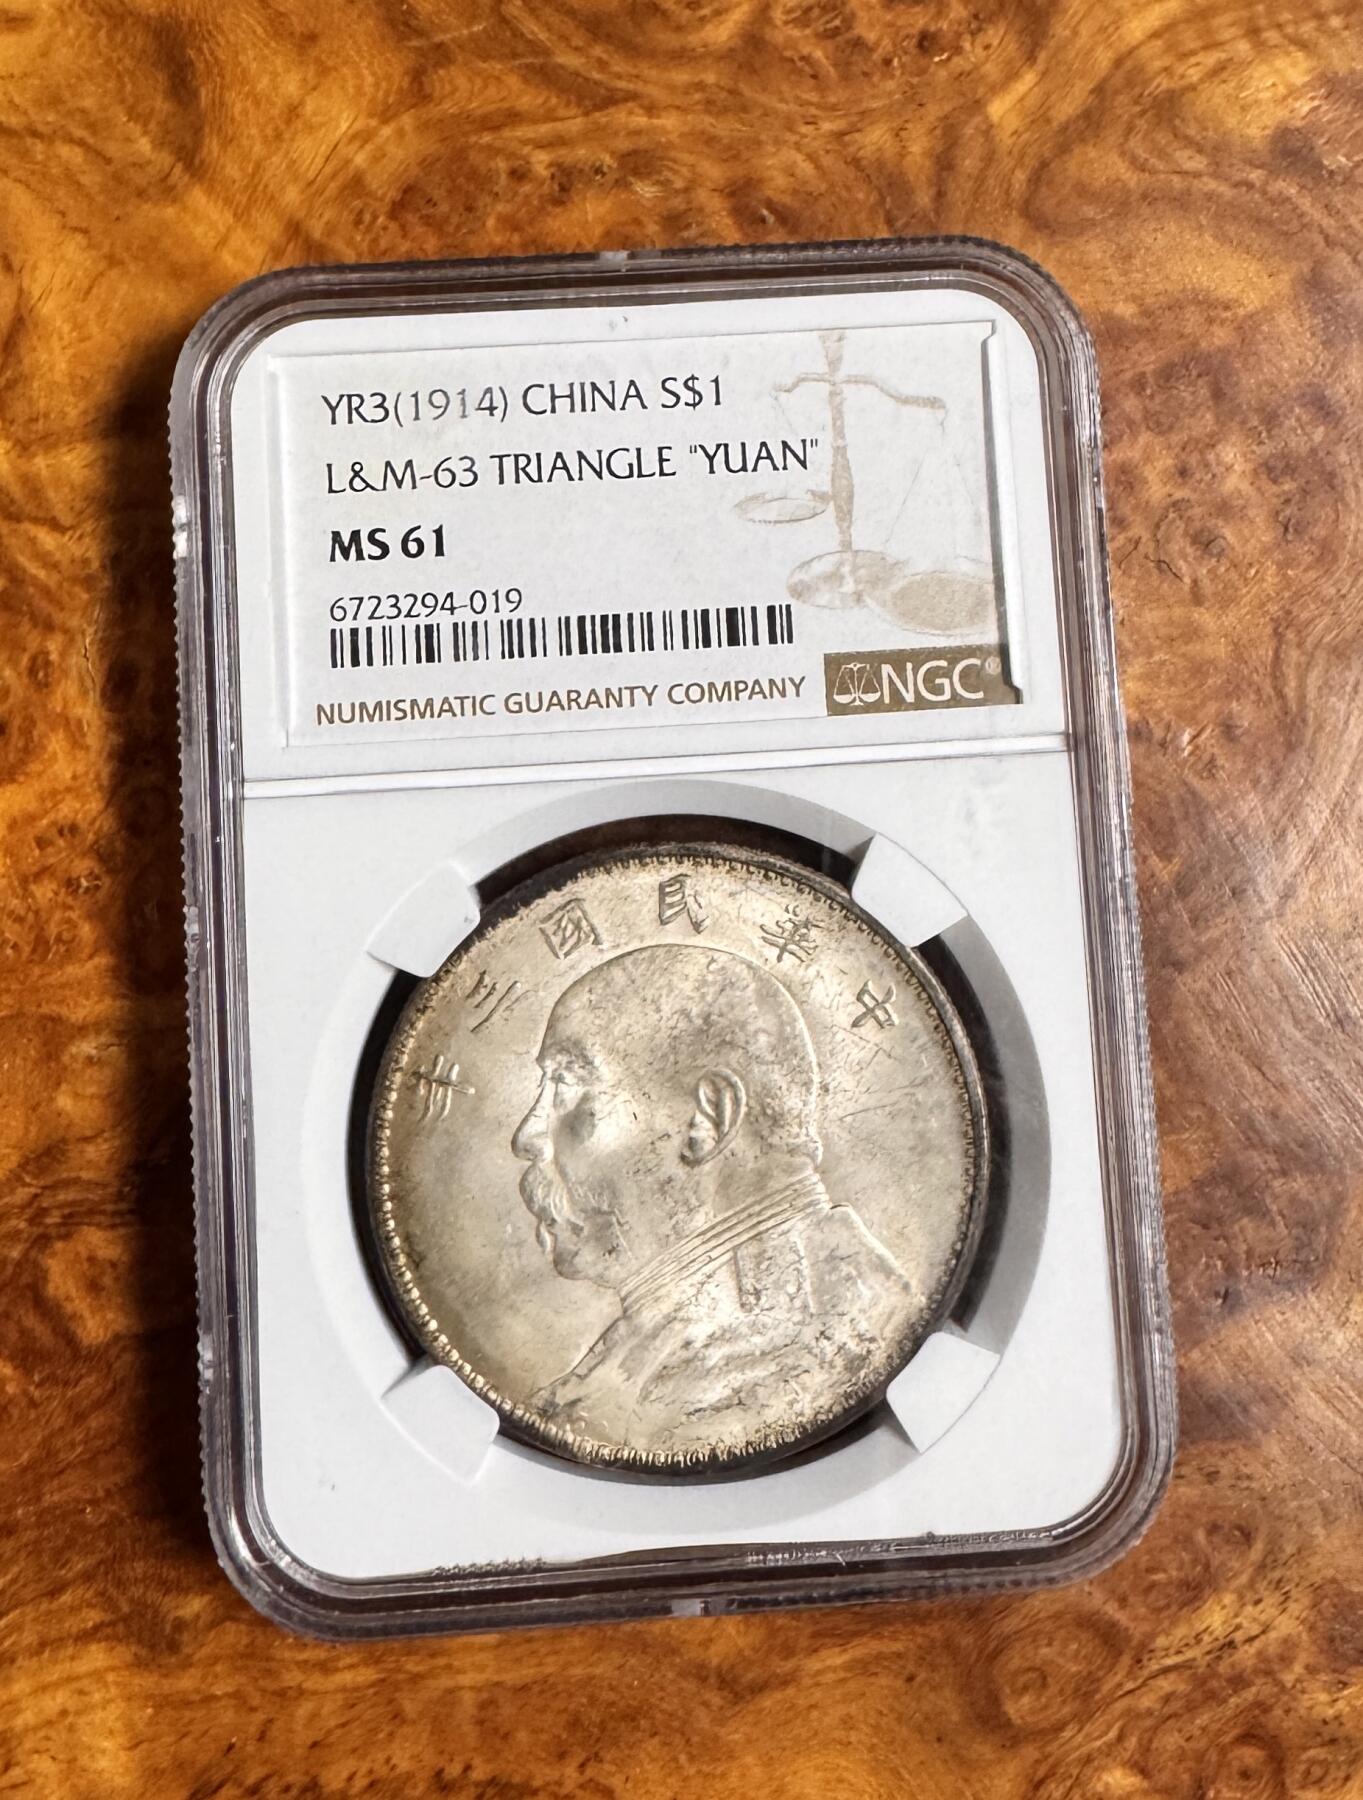 YR3(1914) CHINA S$1
L&M-63 TRIANGLE "YUAN"
MS 61
6723294-019
NUMISMATIC GUARANTY COMPANY
NGC®
年三國民華中